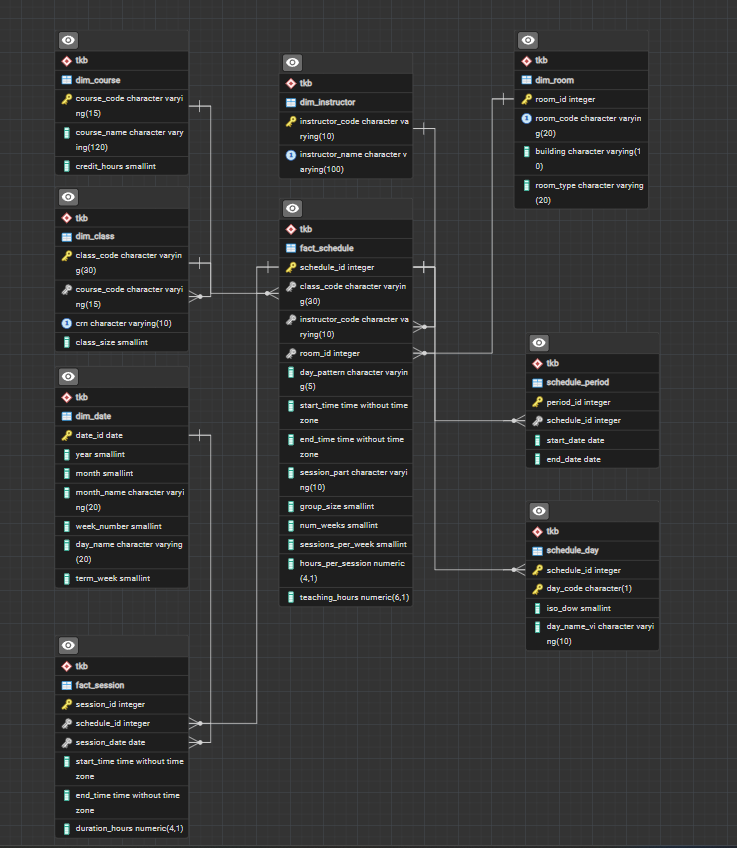 tkb
dim_course
course_code character varyi
ng(15)
course_name character vary
ing(120)
credit_hours smallint
tkb
dim_class
class_code character varyin
g(30)
course_code character varyi
ng(15)
crn character varying(10)
class_size smallint
tkb
dim_date
date_id date
year smallint
month smallint
month_name character varyi
ng(20)
week_number smallint
day_name character varying
(20)
term_week smallint
tkb
fact_session
session_id integer
schedule_id integer
session_date date
start_time time without time
zone
end_time time without time
zone
duration_hours numeric(4,1)
tkb
dim_instructor
instructor_code character va
rying(10)
instructor_name character v
arying(100)
tkb
fact_schedule
schedule_id integer
class_code character varyin
g(30)
instructor_code character va
rying(10)
room_id integer
day_pattern character varyin
g(5)
start_time time without time
zone
end_time time without time
zone
session_part character varyi
ng(10)
group_size smallint
num_weeks smallint
sessions_per_week smallint
hours_per_session numeric
(4,1)
teaching_hours numeric(6,1)
tkb
dim_room
room_id integer
room_code character varyin
g(20)
building character varying(1
0)
room_type character varying
(20)
tkb
schedule_period
period_id integer
schedule_id integer
start_date date
end_date date
tkb
schedule_day
schedule_id integer
day_code character(1)
iso_dow smallint
day_name_vi character varyi
ng(10)